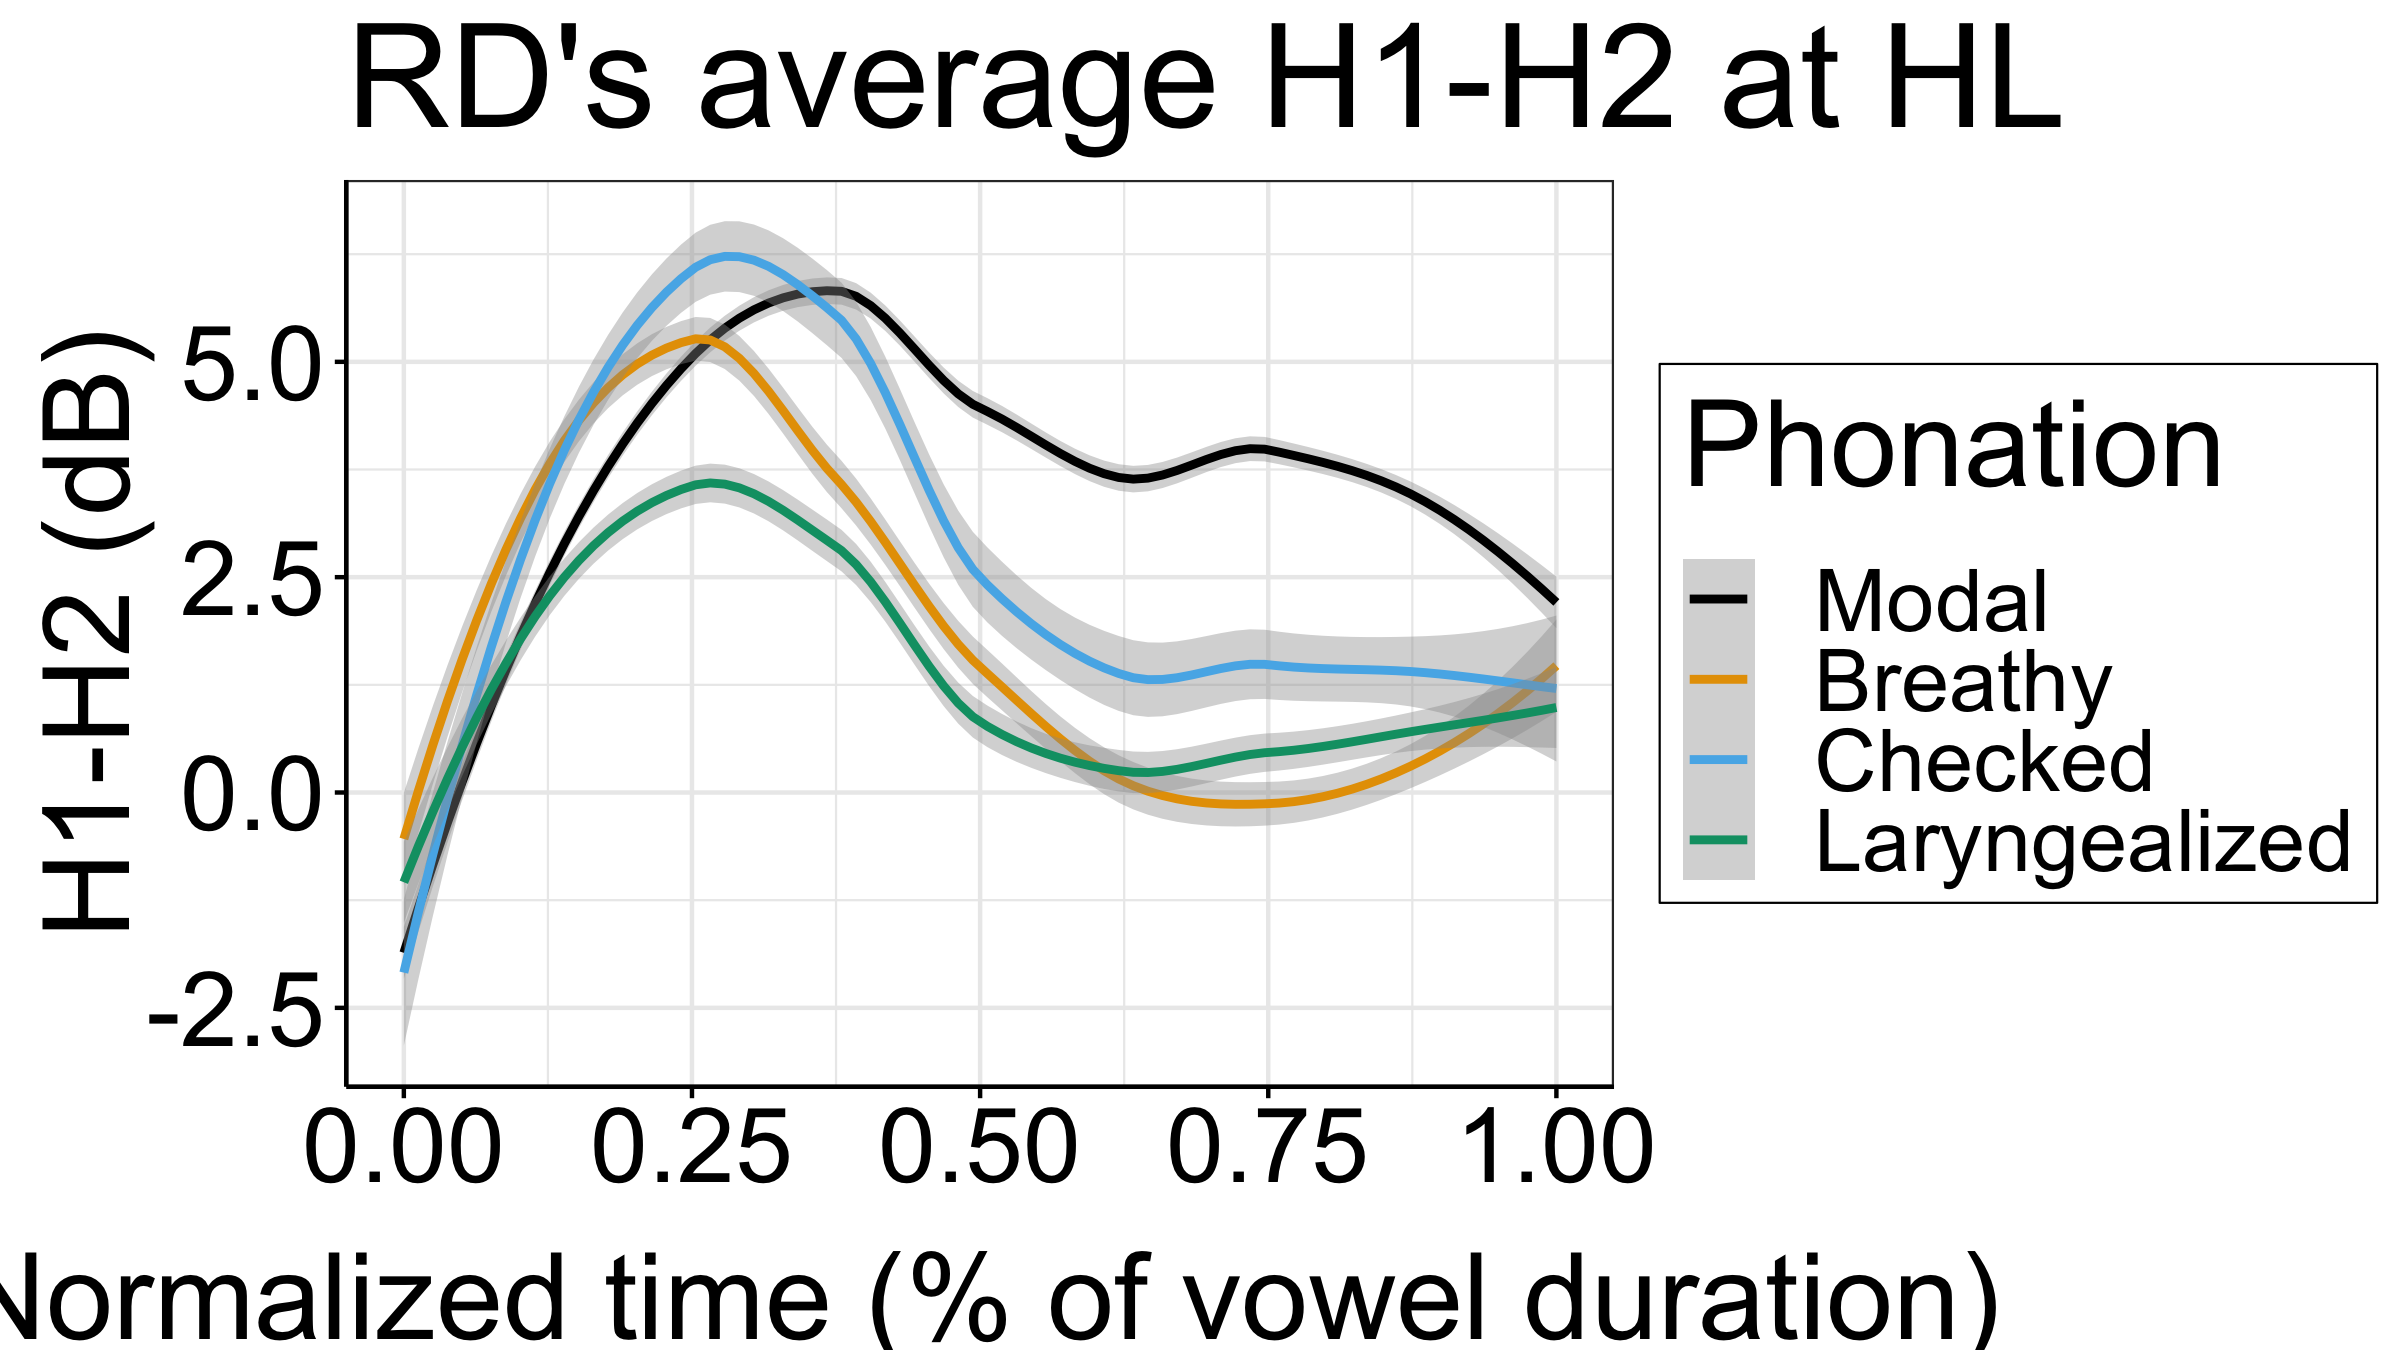 RD's average H1-H2 at HL
H1-H2 (dB)
5.0
2.5
0.0
-2.5
0.00 0.25 0.50 0.75 1.00
Normalized time (% of vowel duration)
Phonation
Modal
Breathy
Checked
Laryngealized